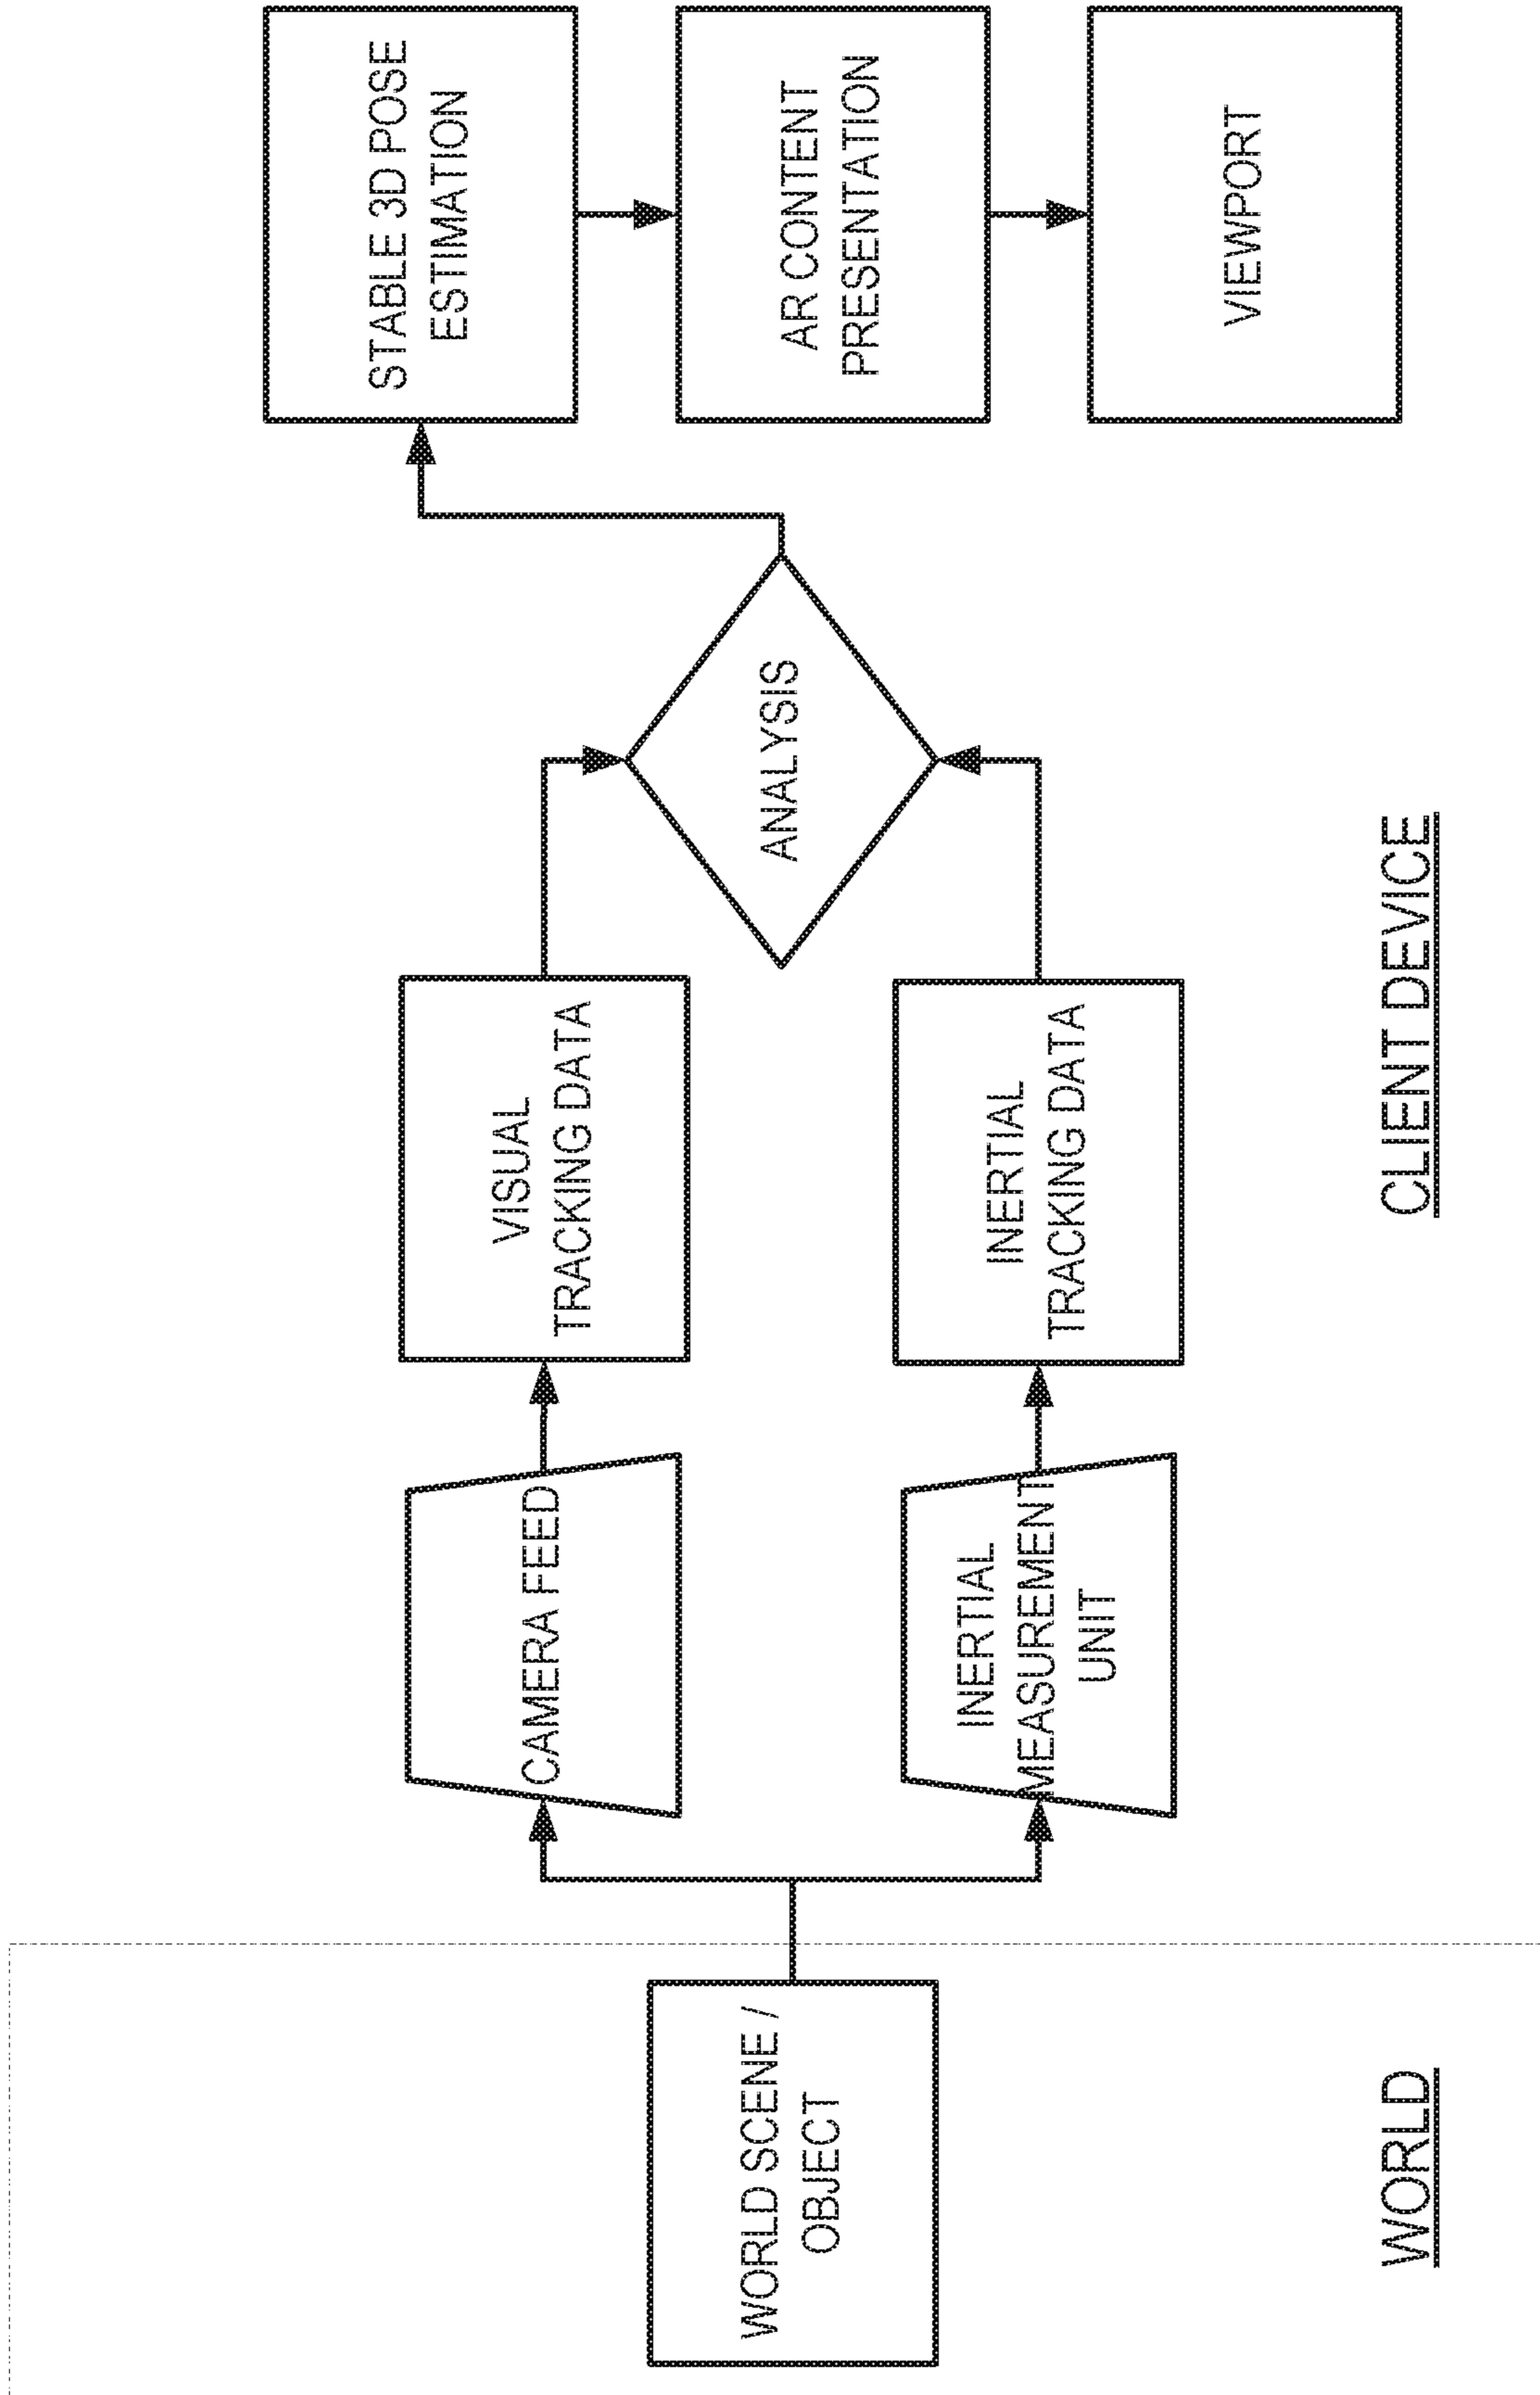 WORLD SCENE /
OBJECT
WORLD
CAMERA FEED
INERTIAL
MEASUREMENT
UNIT
VISUAL
TRACKING DATA
INERTIAL
TRACKING DATA
ANALYSIS
CLIENT DEVICE
STABLE 3D POSE
ESTIMATION
AR CONTENT
PRESENTATION
VIEWPORT